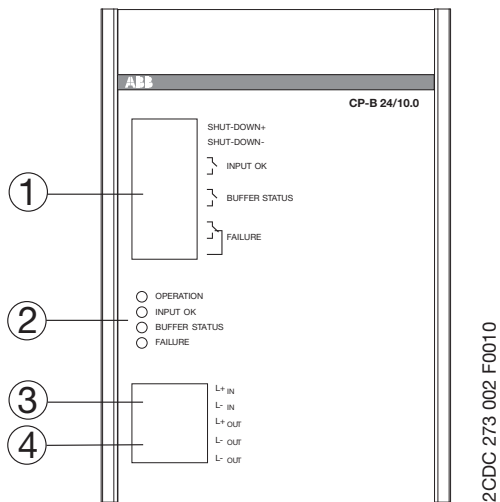 ABB
CP-B 24/10.0
SHUT-DOWN+
SHUT-DOWN-
INPUT OK
BUFFER STATUS
FAILURE
1
OPERATION
INPUT OK
BUFFER STATUS
FAILURE
2
L+ IN
L- IN
L+ OUT
L- OUT
L- OUT
3
4
2CDC 273 002 F0010